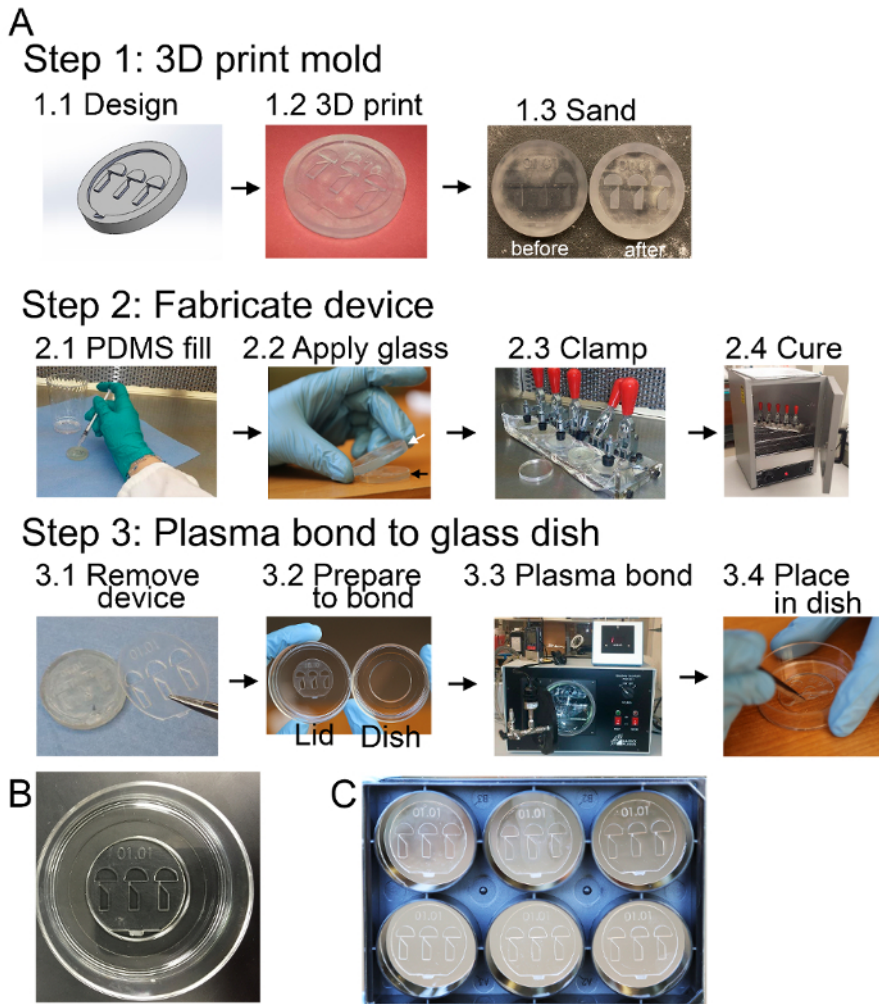 A
Step 1: 3D print mold
1.1 Design
1.2 3D print
1.3 Sand
before
after
Step 2: Fabricate device
2.1 PDMS fill
2.2 Apply glass
2.3 Clamp
2.4 Cure
Step 3: Plasma bond to glass dish
3.1 Remove
device
3.2 Prepare
to bond
3.3 Plasma bond
3.4 Place
in dish
01.01
Lid
Dish
B
01.01
C
01.01
01.01
01.01
01.01
01.01
01.01